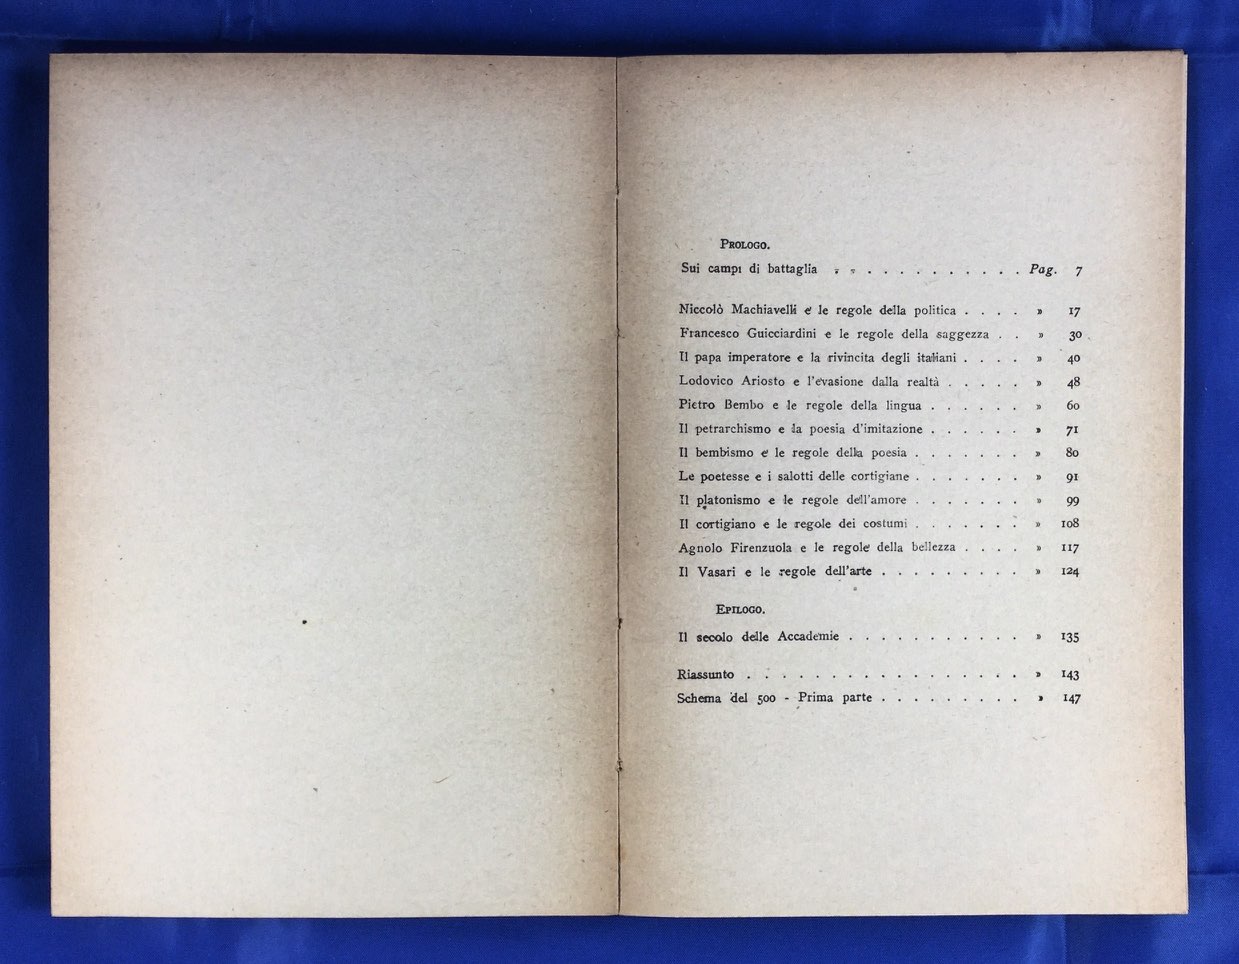 PROLOGO.
Sui campi di battaglia . . . . . . . . . . . Pag. 7
Niccolò Machiavelli e le regole della politica . . . . » 17
Francesco Guicciardini e le regole della saggezza . . » 30
Il papa imperatore e la rivincita degli italiani . . . . » 40
Lodovico Ariosto e l'evasione dalla realtà . . . . . » 48
Pietro Bembo e le regole della lingua . . . . . . » 60
Il petrarchismo e la poesia d'imitazione . . . . . . » 71
Il bembismo e le regole della poesia . . . . . . . » 80
Le poetesse e i salotti delle cortigiane . . . . . . . » 91
Il platonismo e le regole dell'amore . . . . . . . » 99
Il cortigiano e le regole dei costumi . . . . . . . » 108
Agnolo Firenzuola e le regole della bellezza . . . . » 117
Il Vasari e le regole dell'arte . . . . . . . . . » 124
EPILOGO.
Il secolo delle Accademie . . . . . . . . . . . » 135
Riassunto . . . . . . . . . . . . . . . . » 143
Schema del 500 - Prima parte . . . . . . . . . » 147